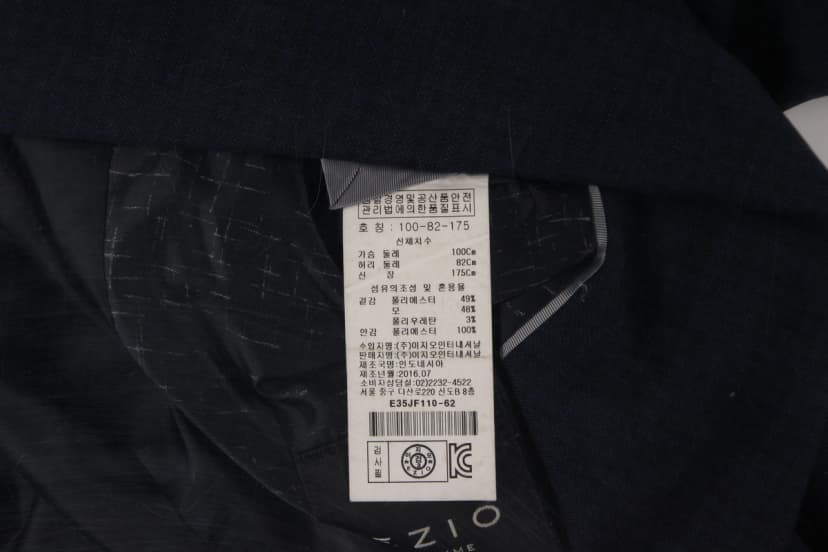 품질경영및공산품안전
관리법에의한품질표시
호 칭 : 100-82-175
신체치수
가슴 둘레 100Cm
허리 둘레 82Cm
신 장 175Cm
섬유의조성 및 혼용율
겉감 폴리에스터 49%
모 48%
폴리우레탄 3%
안감 폴리에스터 100%
수입자명:(주)이지오인터내셔날
판매자명:(주)이지오인터내셔날
제조국명:인도네시아
제조년월:2016.07
소비자상담실:02)2232-4522
서울 중구 다산로220 신도B 8층
E35JF110-62
검사필
EZIO